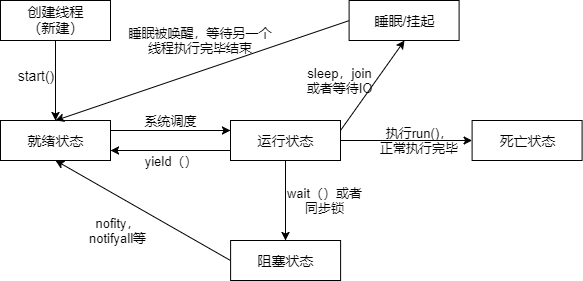 创建线程
（新建）
睡眠/挂起
睡眠被唤醒，等待另一个
线程执行完毕结束
start()
sleep，join
或者等待IO
就绪状态
系统调度
运行状态
执行run(),
正常执行完毕
死亡状态
yield（）
wait（）或者
同步锁
nofity，
notifyall等
阻塞状态